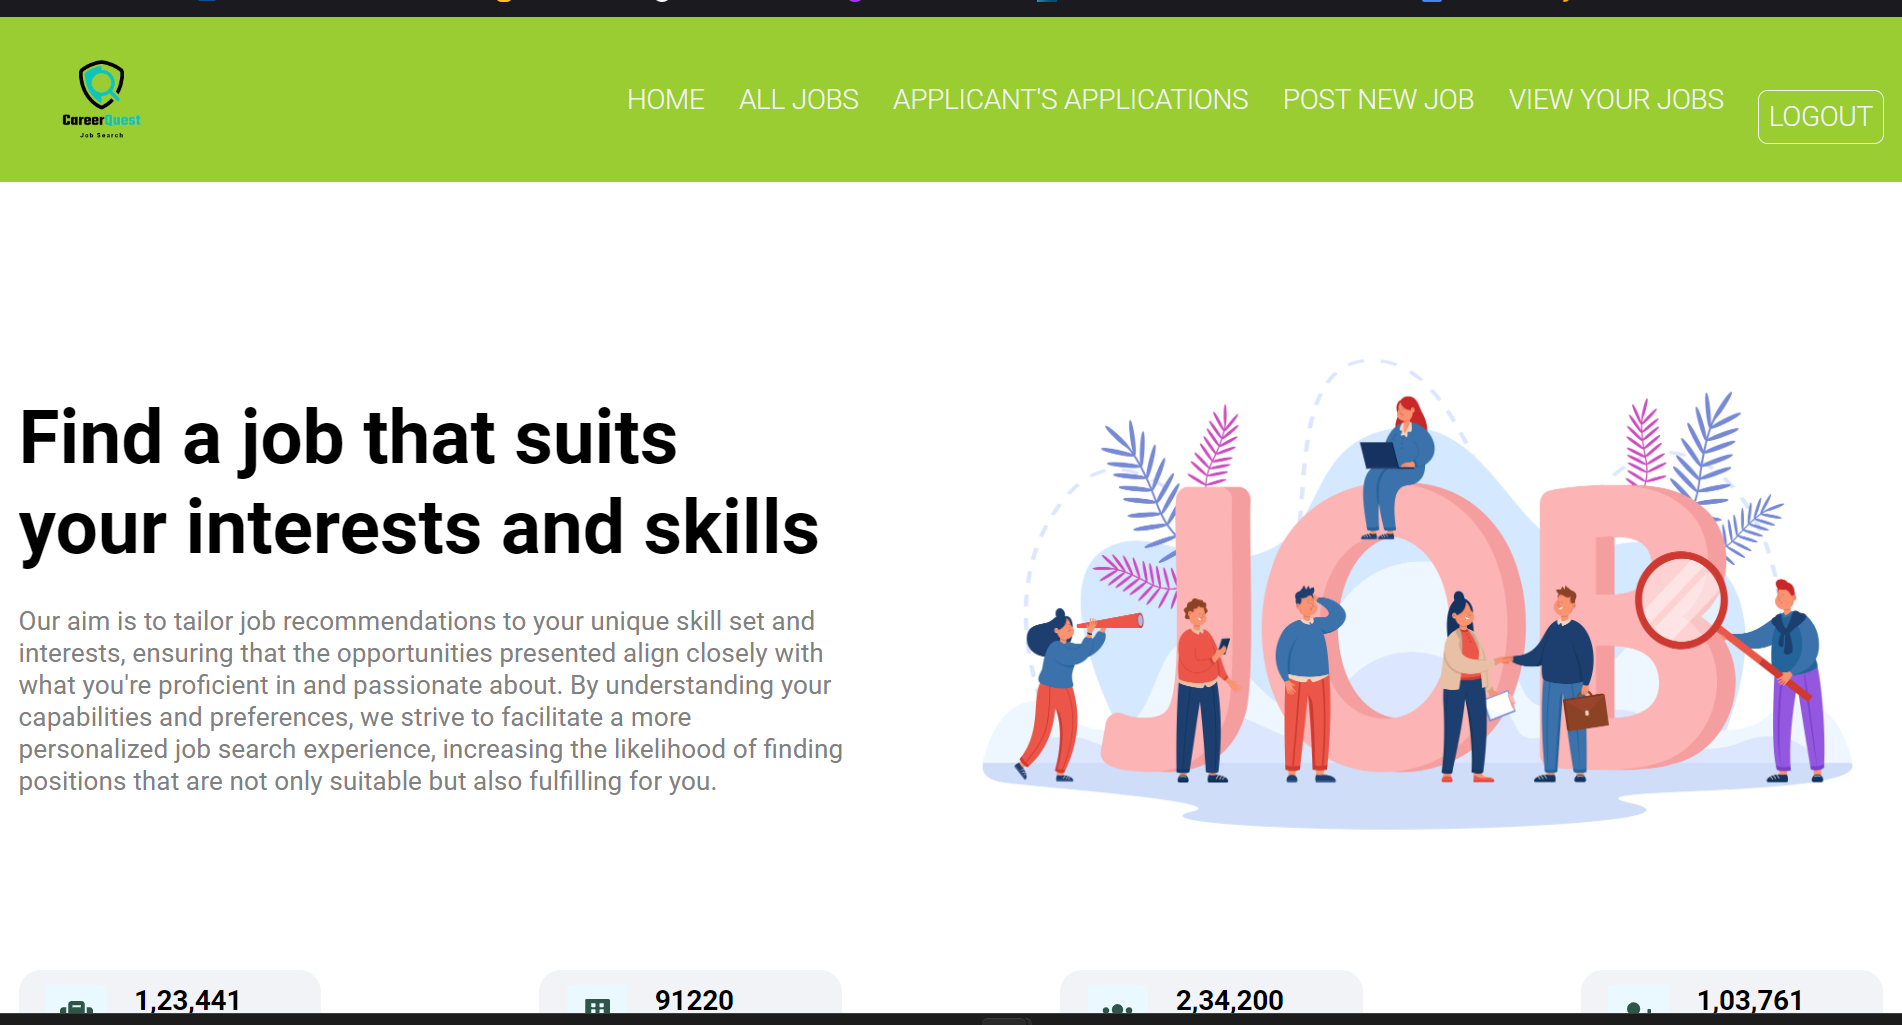 CareerQuest
Job Search
HOME ALL JOBS APPLICANT'S APPLICATIONS POST NEW JOB VIEW YOUR JOBS LOGOUT
Find a job that suits
your interests and skills
Our aim is to tailor job recommendations to your unique skill set and
interests, ensuring that the opportunities presented align closely with
what you're proficient in and passionate about. By understanding your
capabilities and preferences, we strive to facilitate a more
personalized job search experience, increasing the likelihood of finding
positions that are not only suitable but also fulfilling for you.
JOB
1,23,441 91220 2,34,200 1,03,761